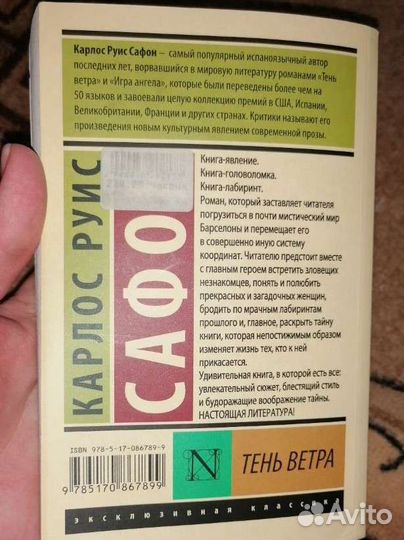 Карлос Руис Сафон – самый популярный испаноязычный автор
последних лет, ворвавшийся в мировую литературу романами «Тень
ветра» и «Игра ангела», которые были переведены более чем на
50 языков и завоевали целую коллекцию премий в США, Испании,
Великобритании, Франции и других странах. Критики называют его
произведения новым культурным явлением современной прозы.
КАРЛОС РУИС
САФО
Книга-явление.
Книга-головоломка.
Книга-лабиринт.
Роман, который заставляет читателя
погрузиться в почти мистический мир
Барселоны и перемещает его
в совершенно иную систему
координат. Читателю предстоит вместе
с главным героем встретить зловещих
незнакомцев, понять и полюбить
прекрасных и загадочных женщин,
бродить по мрачным лабиринтам
прошлого и, главное, раскрыть тайну
книги, которая непостижимым образом
изменяет жизнь тех, кто к ней
прикасается.
Удивительная книга, в которой есть все:
увлекательный сюжет, блестящий стиль
и будоражащие воображение тайны.
НАСТОЯЩАЯ ЛИТЕРАТУРА!
ISBN 978-5-17-086789-9
9 785170 867899
N
ТЕНЬ ВЕТРА
эксклюзивная классика
Avito